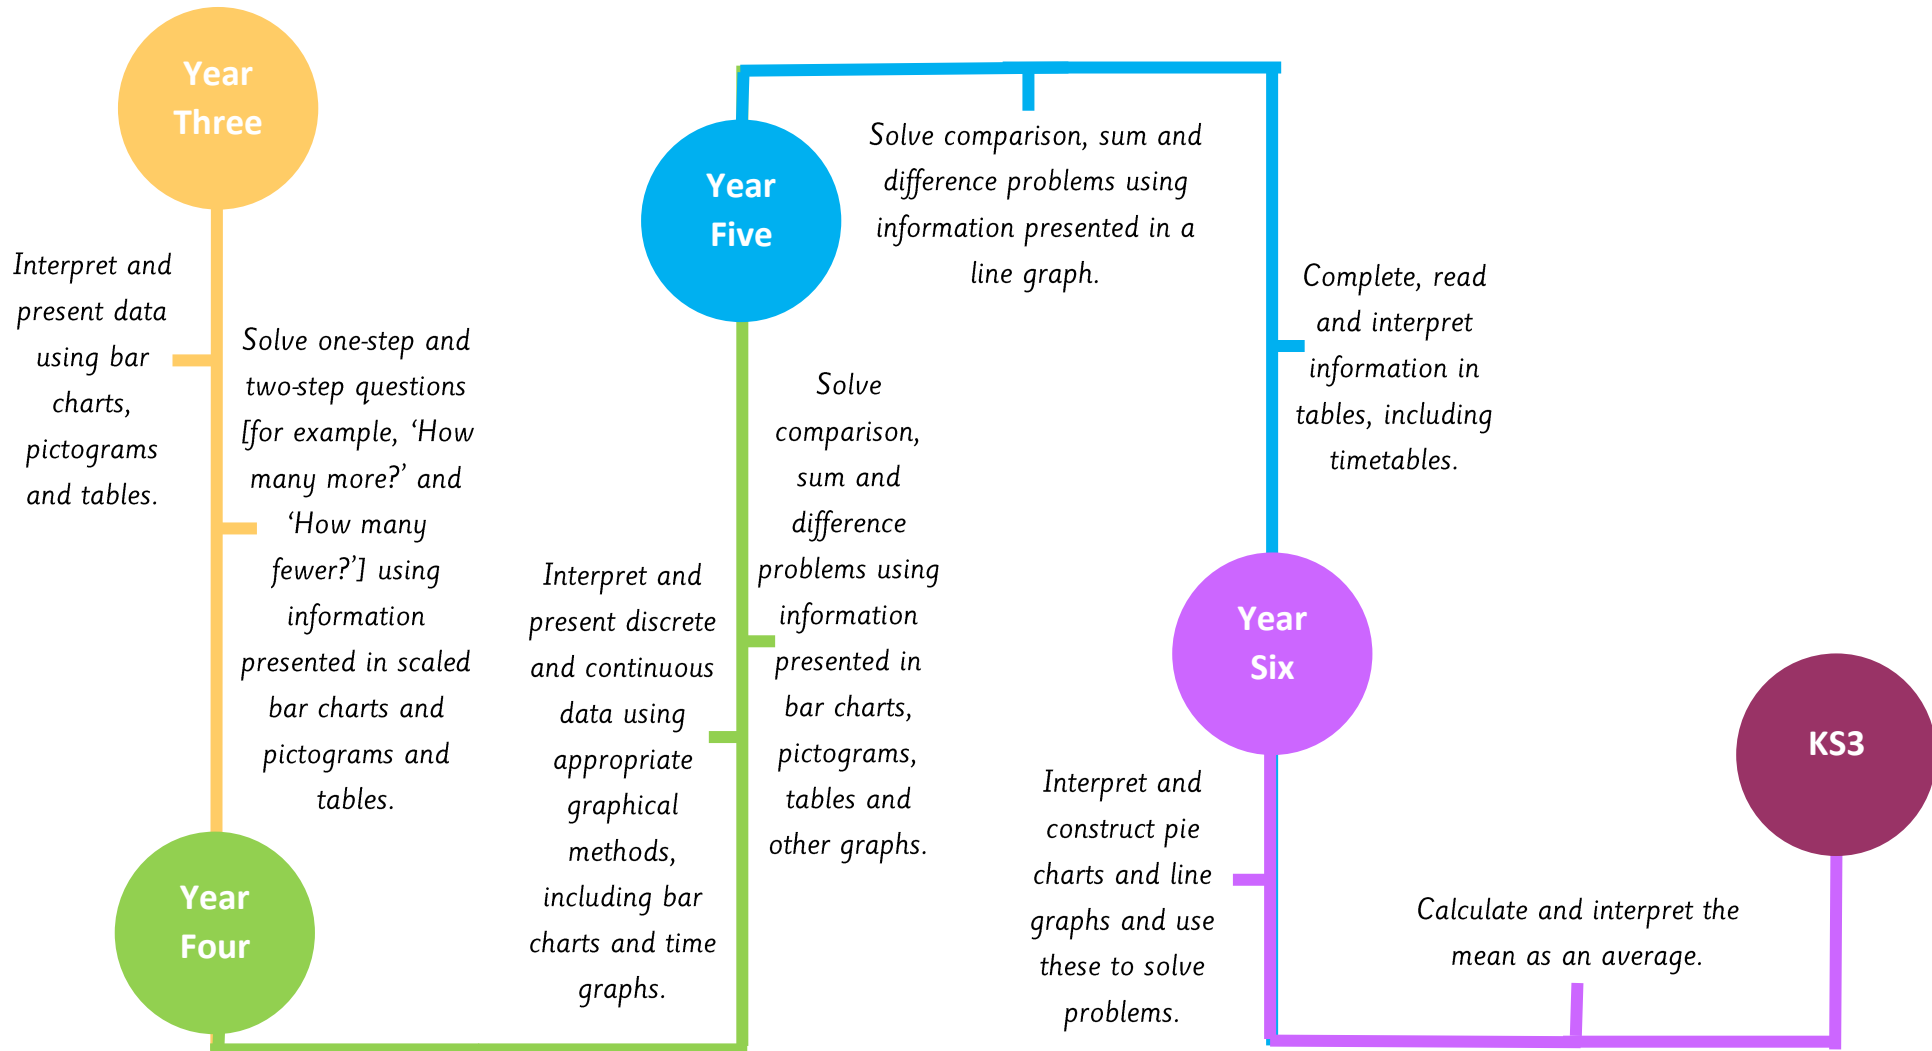 Year
Three
Interpret and
present data
using bar
charts,
pictograms
and tables.
Solve one-step and
two-step questions
[for example, ‘How
many more?’ and
‘How many
fewer?’] using
information
presented in scaled
bar charts and
pictograms and
tables.
Year
Four
Interpret and
present discrete
and continuous
data using
appropriate
graphical
methods,
including bar
charts and time
graphs.
Solve
comparison,
sum and
difference
problems using
information
presented in
bar charts,
pictograms,
tables and
other graphs.
Year
Five
Solve comparison, sum and
difference problems using
information presented in a
line graph.
Complete, read
and interpret
information in
tables, including
timetables.
Year
Six
Interpret and
construct pie
charts and line
graphs and use
these to solve
problems.
Calculate and interpret the
mean as an average.
KS3